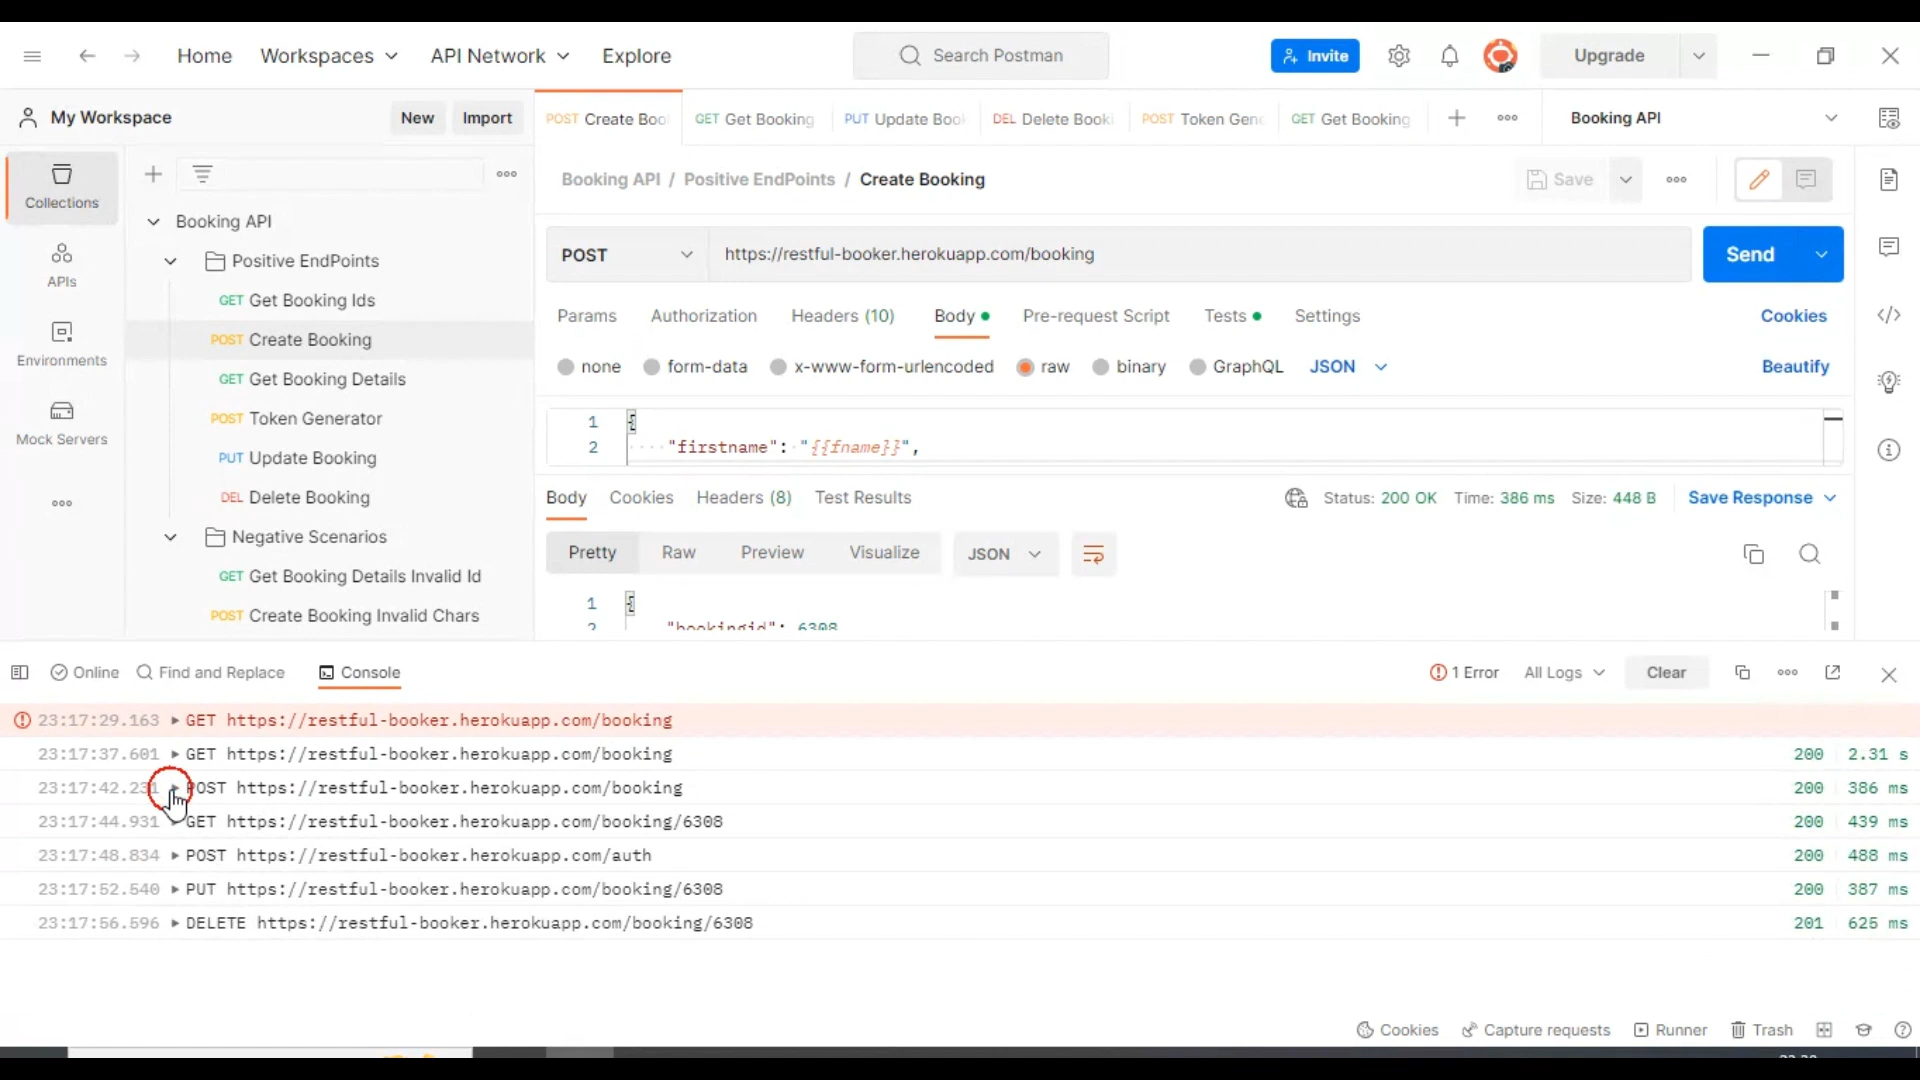 Home Workspaces API Network Explore Search Postman Invite Upgrade
My Workspace New Import
POST Create Boo GET Get Booking PUT Update Boo DEL Delete Booki POST Token Gen GET Get Booking Booking API
Collections
APIs
Environments
Mock Servers
Booking API
Positive EndPoints
GET Get Booking Ids
POST Create Booking
GET Get Booking Details
POST Token Generator
PUT Update Booking
DEL Delete Booking
Negative Scenarios
GET Get Booking Details Invalid Id
POST Create Booking Invalid Chars
Booking API / Positive EndPoints / Create Booking Save
POST https://restful-booker.herokuapp.com/booking Send
Params Authorization Headers (10) Body Pre-request Script Tests Settings Cookies
none form-data x-www-form-urlencoded raw binary GraphQL JSON Beautify
1 {
2 "firstname": "{{fname}}",
Body Cookies Headers (8) Test Results Status: 200 OK Time: 386 ms Size: 448 B Save Response
Pretty Raw Preview Visualize JSON
1 {
2 "bookingid": 6308
Online Find and Replace Console 1 Error All Logs Clear
23:17:29.163 GET https://restful-booker.herokuapp.com/booking
23:17:37.601 GET https://restful-booker.herokuapp.com/booking 200 2.31 s
23:17:42.231 POST https://restful-booker.herokuapp.com/booking 200 386 ms
23:17:44.931 GET https://restful-booker.herokuapp.com/booking/6308 200 439 ms
23:17:48.834 POST https://restful-booker.herokuapp.com/auth 200 488 ms
23:17:52.540 PUT https://restful-booker.herokuapp.com/booking/6308 200 387 ms
23:17:56.596 DELETE https://restful-booker.herokuapp.com/booking/6308 201 625 ms
Cookies Capture requests Runner Trash